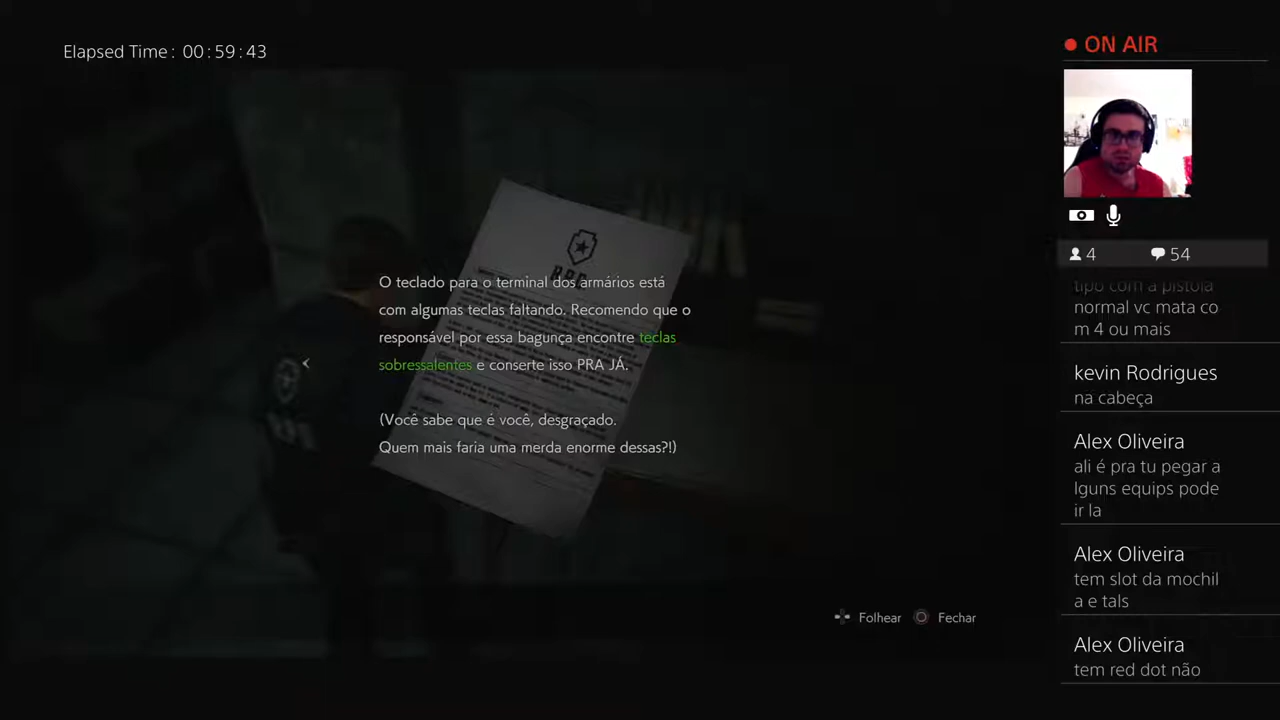 Elapsed Time : 00:59:43
ON AIR
4
54
R.P.D.
O teclado para o terminal dos armários está
com algumas teclas faltando. Recomendo que o
responsável por essa bagunça encontre teclas
sobressalentes e conserte isso PRA JÁ.
(Você sabe que é você, desgraçado.
Quem mais faria uma merda enorme dessas?!)
Folhear
Fechar
tipo com a pistola
normal vc mata co
m 4 ou mais
kevin Rodrigues
na cabeça
Alex Oliveira
ali é pra tu pegar a
lguns equips pode
ir la
Alex Oliveira
tem slot da mochil
a e tals
Alex Oliveira
tem red dot não